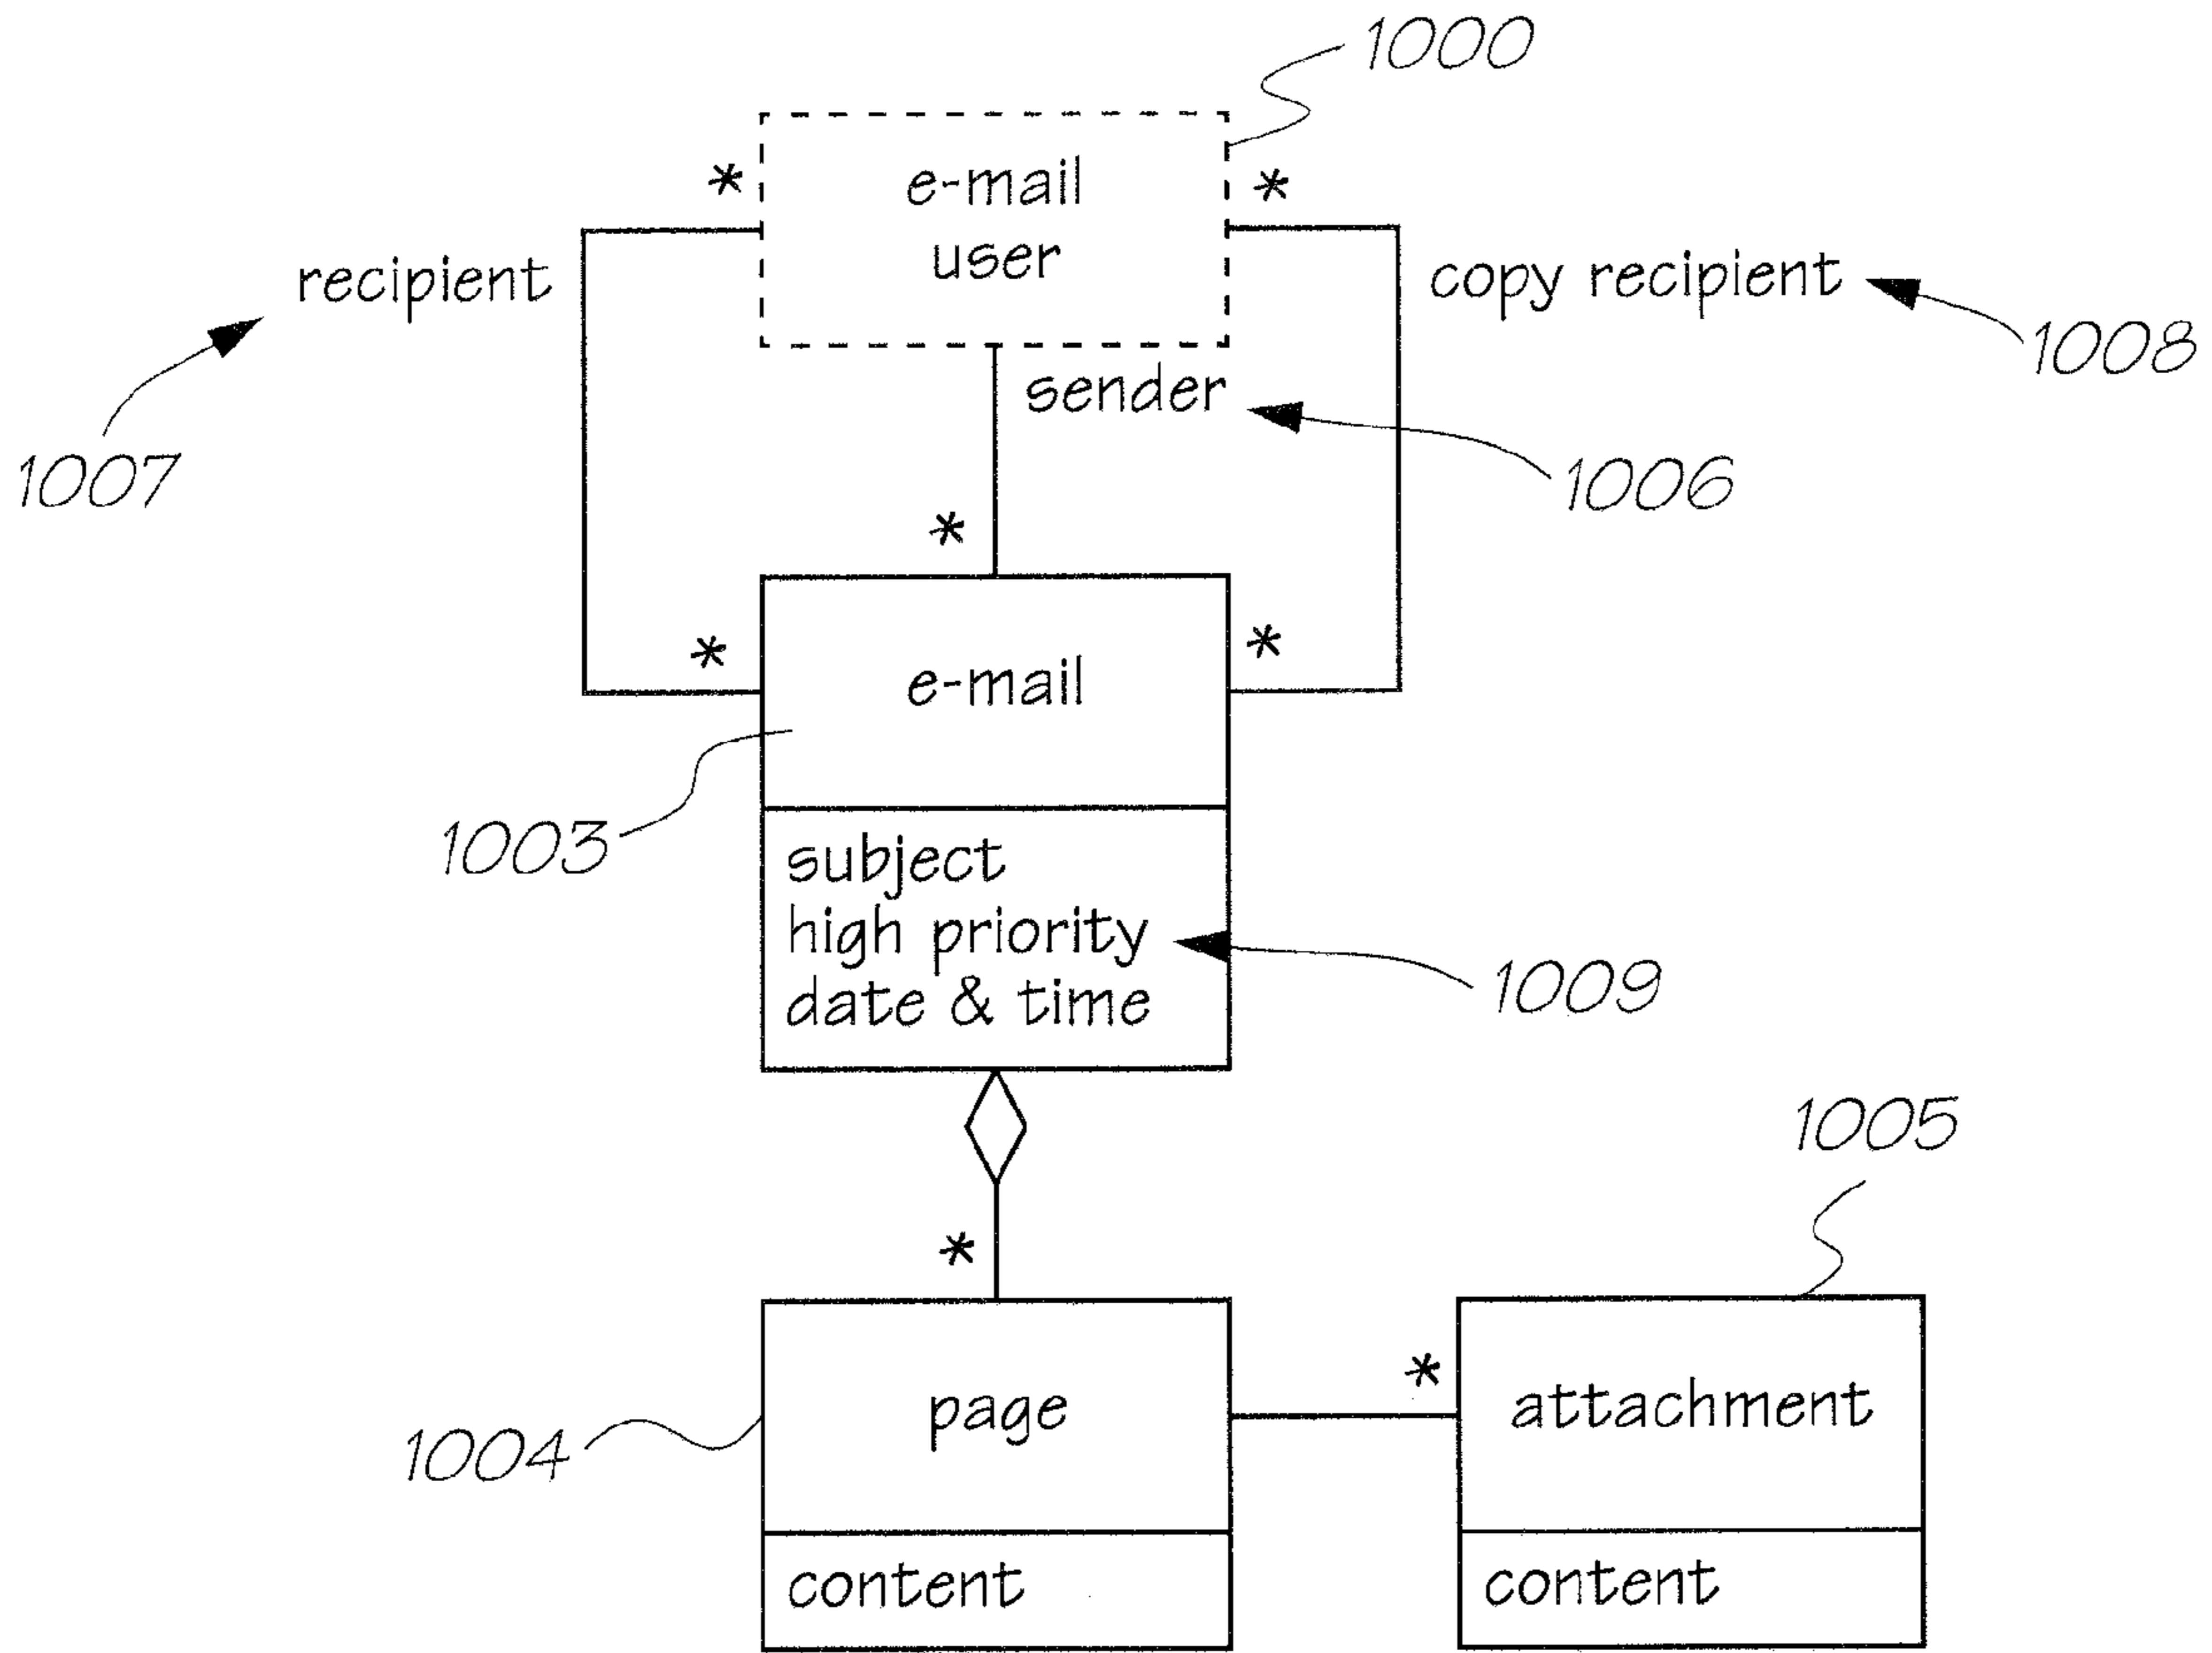 1000
*
e-mail
*
user
recipient
copy recipient
1008
sender
1007
1006
*
*
e-mail
*
1003
subject
high priority
date & time
1009
1005
*
*
page
attachment
1004
content
content